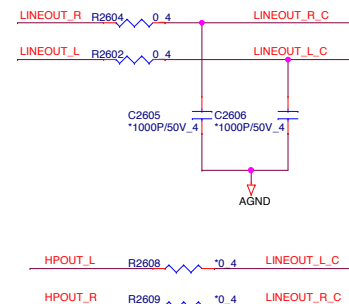 LINEOUT_R R2604 0_4 LINEOUT_R_C
LINEOUT_L R2602 0_4 LINEOUT_L_C
C2605 C2606
*1000P/50V_4 *1000P/50V_4
AGND
HPOUT_L R2608 *0_4 LINEOUT_L_C
HPOUT_R R2609 *0_4 LINEOUT_R_C